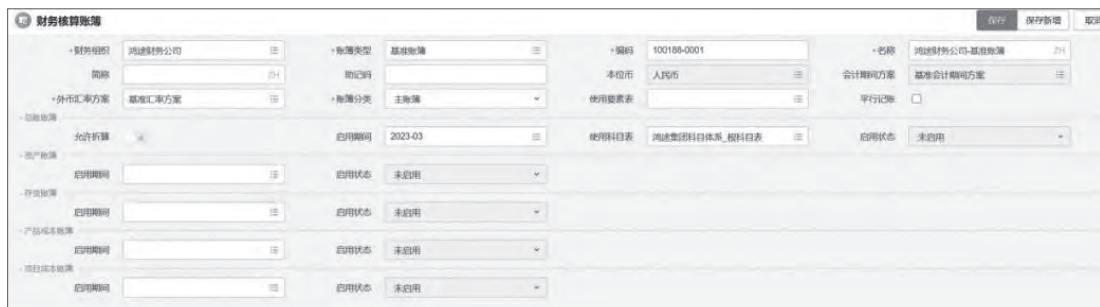 财务核算账簿 保存 保存新增 取消
*财务组织 鸿途财务公司 *账簿类型 基准账簿 *编码 100188-0001 *名称 鸿途财务公司-基准账簿 ZH
简称 ZH 助记码 本位币 人民币 会计期间方案 基准会计期间方案
*外币汇率方案 基准汇率方案 *账簿分类 主账簿 使用要素表 平行记账
总账账簿
允许折算 启用期间 2023-03 使用科目表 鸿途集团科目体系_根科目表 启用状态 未启用
资产账簿
启用期间 启用状态 未启用
存货账簿
启用期间 启用状态 未启用
产品成本账簿
启用期间 启用状态 未启用
项目成本账簿
启用期间 启用状态 未启用